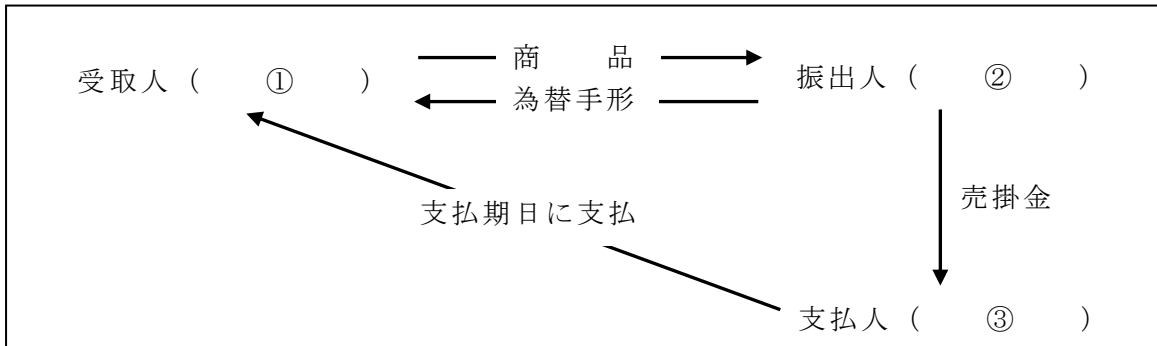 商　　品
受取人（　　①　　）
振出人（　　②　　）
為替手形
売掛金
支払期日に支払
支払人（　　③　　）